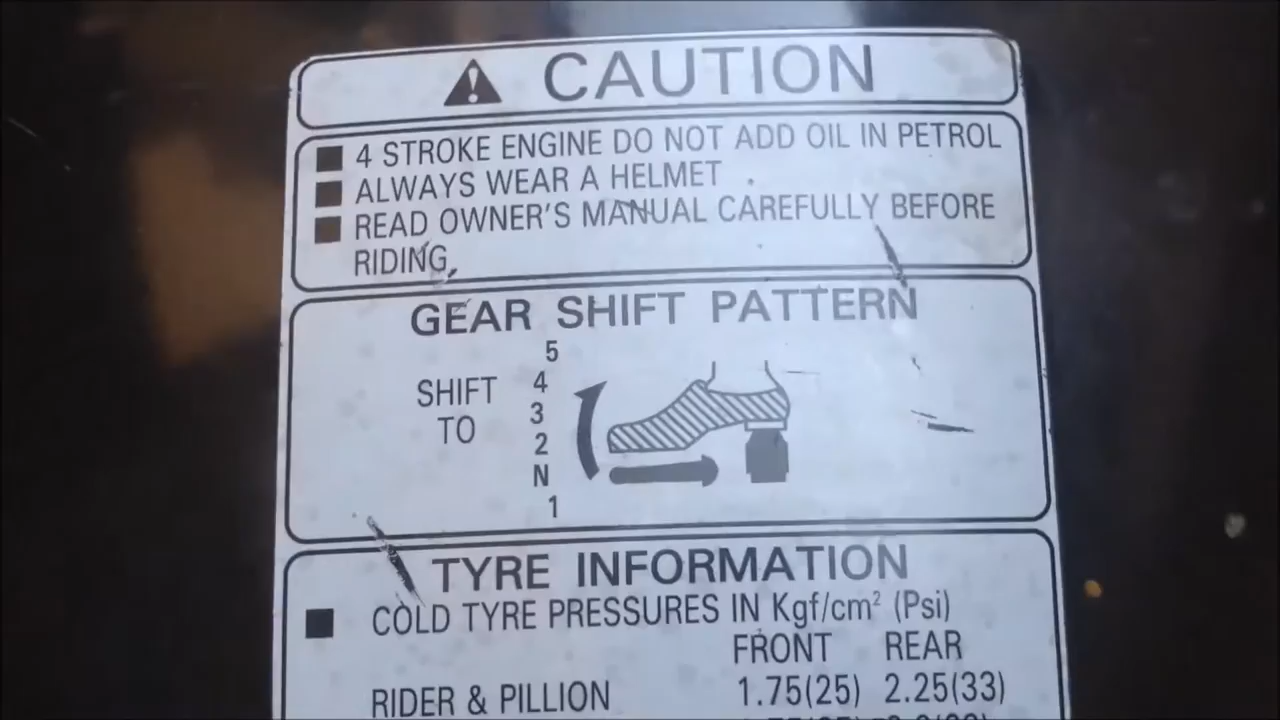 CAUTION
4 STROKE ENGINE DO NOT ADD OIL IN PETROL
ALWAYS WEAR A HELMET
READ OWNER'S MANUAL CAREFULLY BEFORE
RIDING.
GEAR SHIFT PATTERN
5
SHIFT 4
TO 3
2
N
1
TYRE INFORMATION
COLD TYRE PRESSURES IN Kgf/cm² (Psi)
FRONT REAR
RIDER & PILLION 1.75(25) 2.25(33)